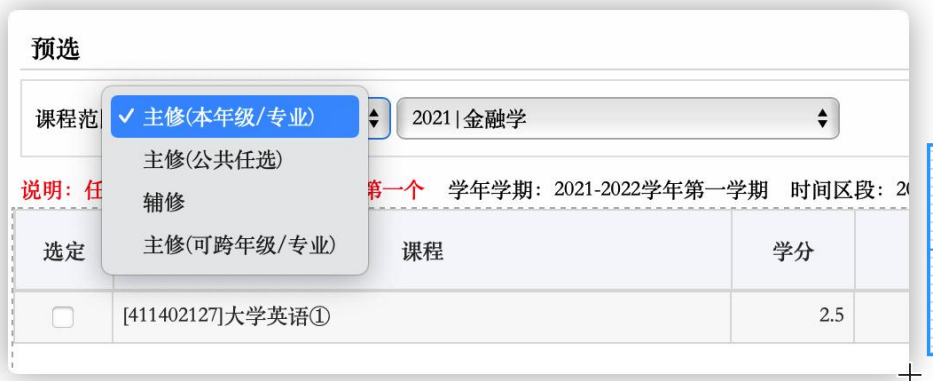 预选
课程范
✓ 主修(本年级/专业)
2021|金融学
主修(公共任选)
辅修
主修(可跨年级/专业)
说明：任
第一个 学年学期：2021-2022学年第一学期 时间区段：
选定 课程 学分
[411402127]大学英语① 2.5